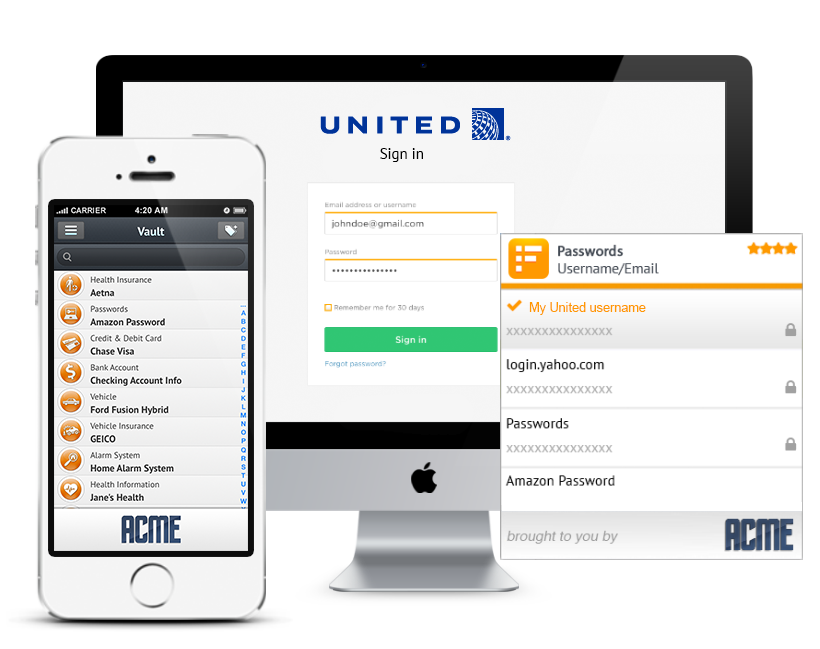 UNITED
Sign in
Email address or username
johndoe@gmail.com
Password
•••••••••••••••
Remember me for 30 days
Sign in
Forgot password?
CARRIER 4:20 AM
Vault
Health Insurance
Aetna
Passwords
Amazon Password
Credit & Debit Card
Chase Visa
Bank Account
Checking Account Info
Vehicle
Ford Fusion Hybrid
Vehicle Insurance
GEICO
Alarm System
Home Alarm System
Health Information
Jane's Health
A
B
C
D
E
F
G
H
I
J
K
L
M
N
O
P
Q
R
S
T
U
V
W
ACME
Passwords
Username/Email
My United username
xxxxxxxxxxxxxxx
login.yahoo.com
xxxxxxxxxxxxxxx
Passwords
xxxxxxxxxxxxxxx
Amazon Password
brought to you by ACME